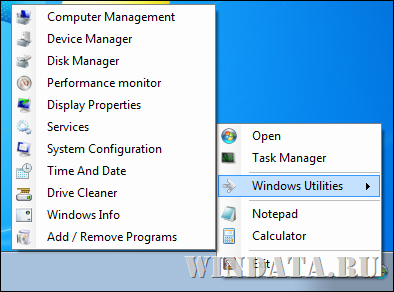 Computer Management
Device Manager
Disk Manager
Performance monitor
Display Properties
Services
System Configuration
Time And Date
Drive Cleaner
Windows Info
Add / Remove Programs
Open
Task Manager
Windows Utilities
Notepad
Calculator
Exit
WINDATA.RU